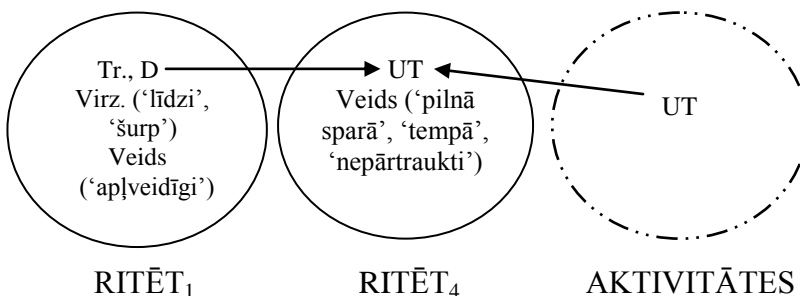 Tr., D
Virz. (‘līdzi’,
‘šurp’)
Veids
(‘apļveidīgi’)
UT
Veids (‘pilnā
sparā’, ‘tempā’,
‘nepārtraukti’)
UT
RITĒT₁
RITĒT₄
AKTIVITĀTES